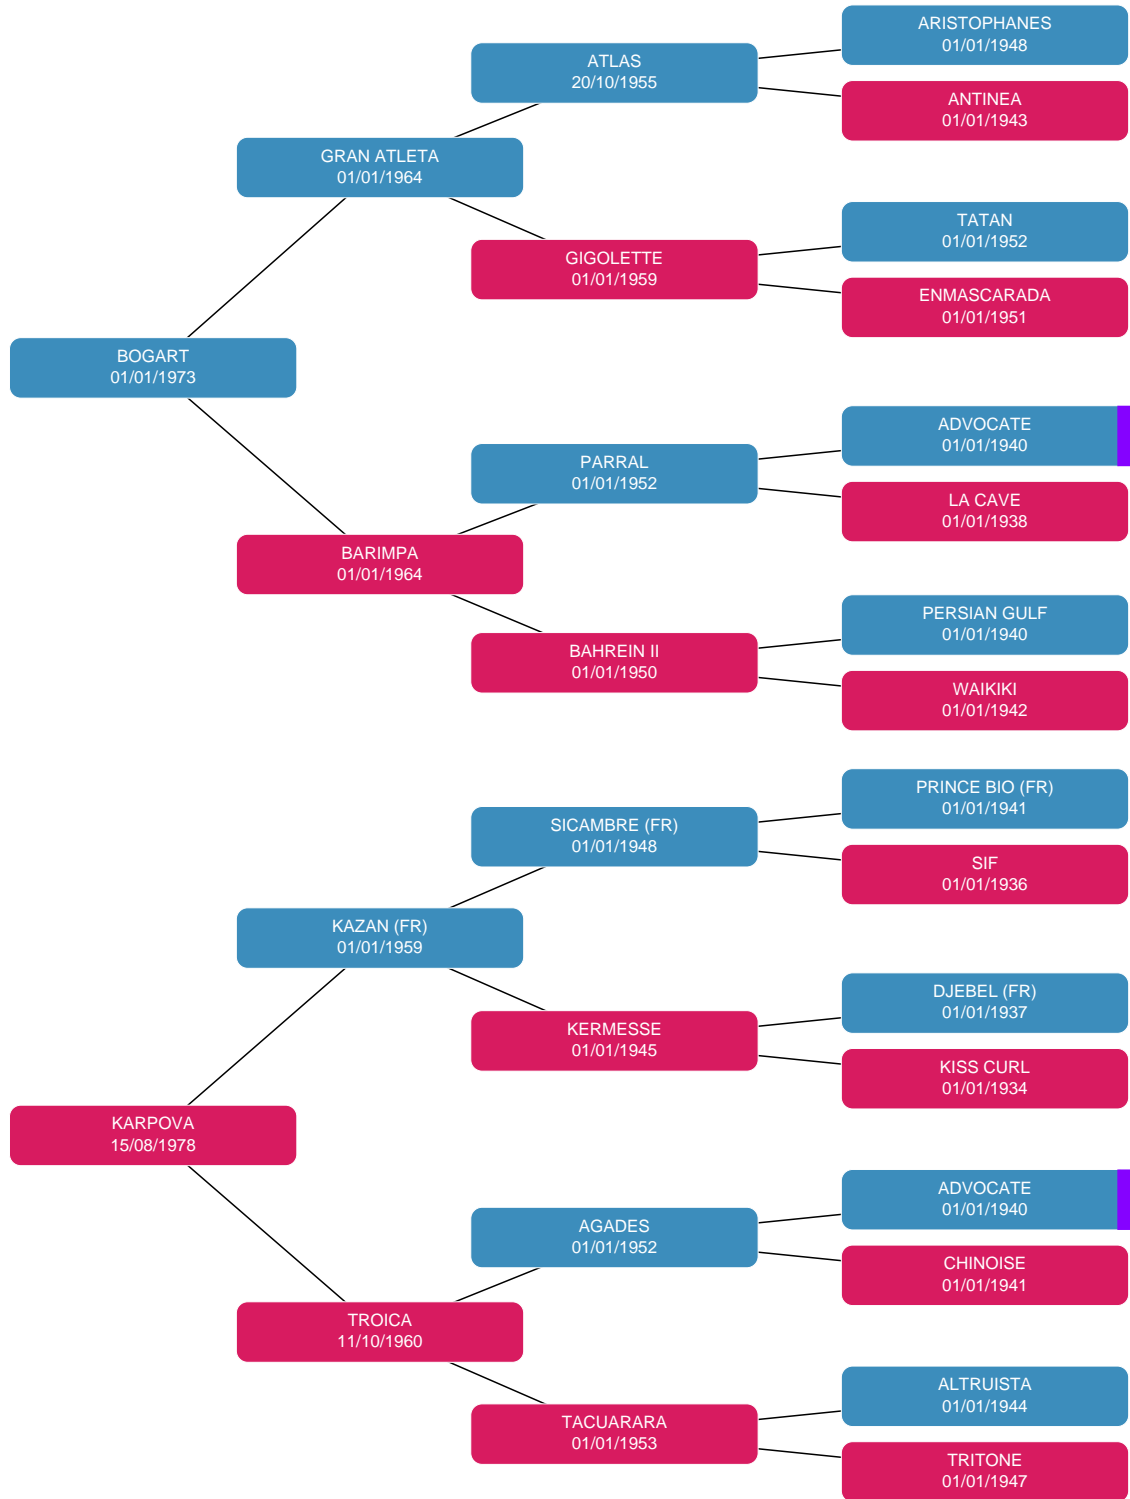 ARISTOPHANES
01/01/1948
ATLAS
20/10/1955
ANTINEA
01/01/1943
GRAN ATLETA
01/01/1964
TATAN
01/01/1952
GIGOLETTE
01/01/1959
ENMASCARADA
01/01/1951
BOGART
01/01/1973
ADVOCATE
01/01/1940
PARRAL
01/01/1952
LA CAVE
01/01/1938
BARIMPA
01/01/1964
PERSIAN GULF
01/01/1940
BAHREIN II
01/01/1950
WAIKIKI
01/01/1942
PRINCE BIO (FR)
01/01/1941
SICAMBRE (FR)
01/01/1948
SIF
01/01/1936
KAZAN (FR)
01/01/1959
DJEBEL (FR)
01/01/1937
KERMESSE
01/01/1945
KISS CURL
01/01/1934
KARPOVA
15/08/1978
ADVOCATE
01/01/1940
AGADES
01/01/1952
CHINOISE
01/01/1941
TROICA
11/10/1960
ALTRUISTA
01/01/1944
TACUARARA
01/01/1953
TRITONE
01/01/1947